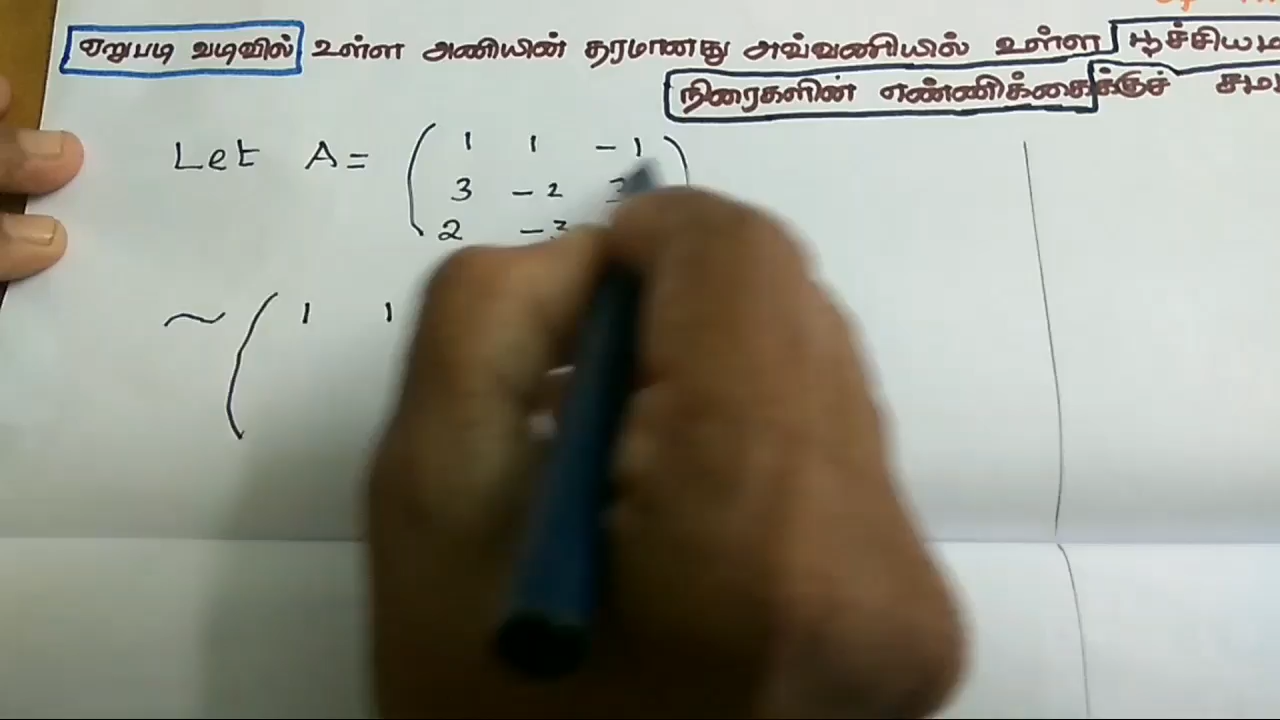 ஏறுபடி வடிவில் உள்ள அணியின் தரமானது அவ்வணியில் உள்ள
நிரைகளின் எண்ணிக்கைக்குச்
Let A = ( 1 1 -1 )
3 -2 3
2 -3
~ ( 1 1